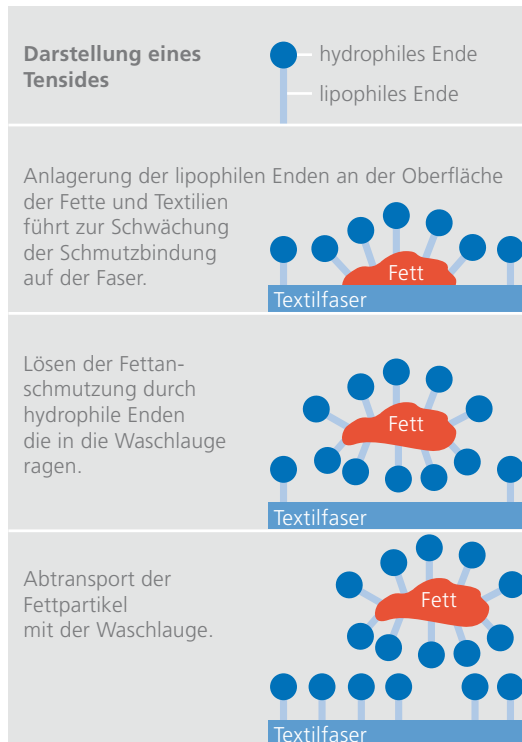 Darstellung eines
Tensides
hydrophiles Ende
lipophiles Ende
Anlagerung der lipophilen Enden an der Oberfläche
der Fette und Textilien
führt zur Schwächung
der Schmutzbindung
auf der Faser.
Fett
Textilfaser
Lösen der Fettan-
schmutzung durch
hydrophile Enden
die in die Waschlauge
ragen.
Fett
Textilfaser
Abtransport der
Fettpartikel
mit der Waschlauge.
Fett
Textilfaser